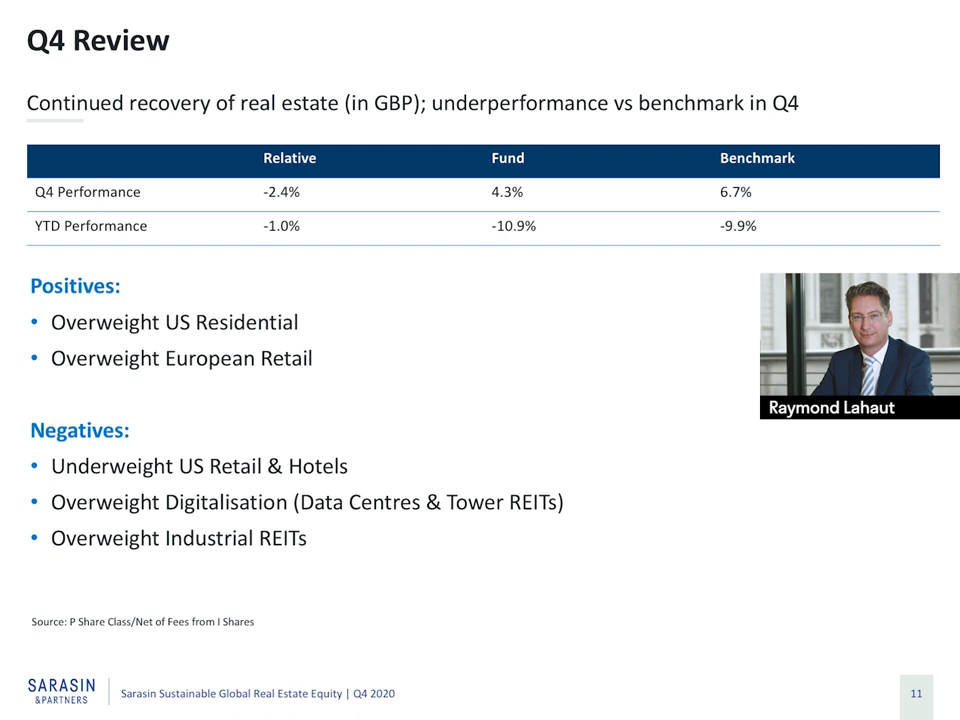 Q4 Review
Continued recovery of real estate (in GBP); underperformance vs benchmark in Q4
Relative Fund Benchmark
Q4 Performance -2.4% 4.3% 6.7%
YTD Performance -1.0% -10.9% -9.9%
Positives:
• Overweight US Residential
• Overweight European Retail
Raymond Lahaut
Negatives:
• Underweight US Retail & Hotels
• Overweight Digitalisation (Data Centres & Tower REITs)
• Overweight Industrial REITs
Source: P Share Class/Net of Fees from I Shares
SARASIN
&PARTNERS
Sarasin Sustainable Global Real Estate Equity | Q4 2020
11